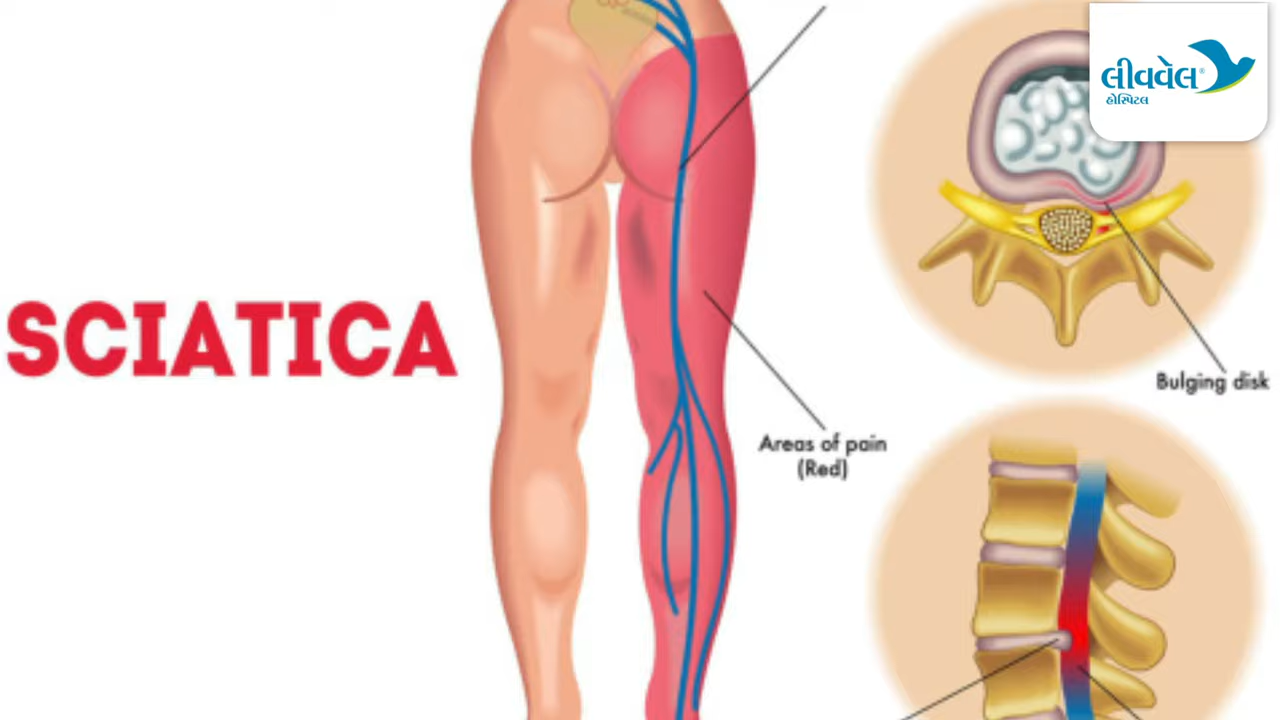 લીવવેલ®
હોસ્પિટલ
SCIATICA
Bulging disk
Areas of pain
(Red)